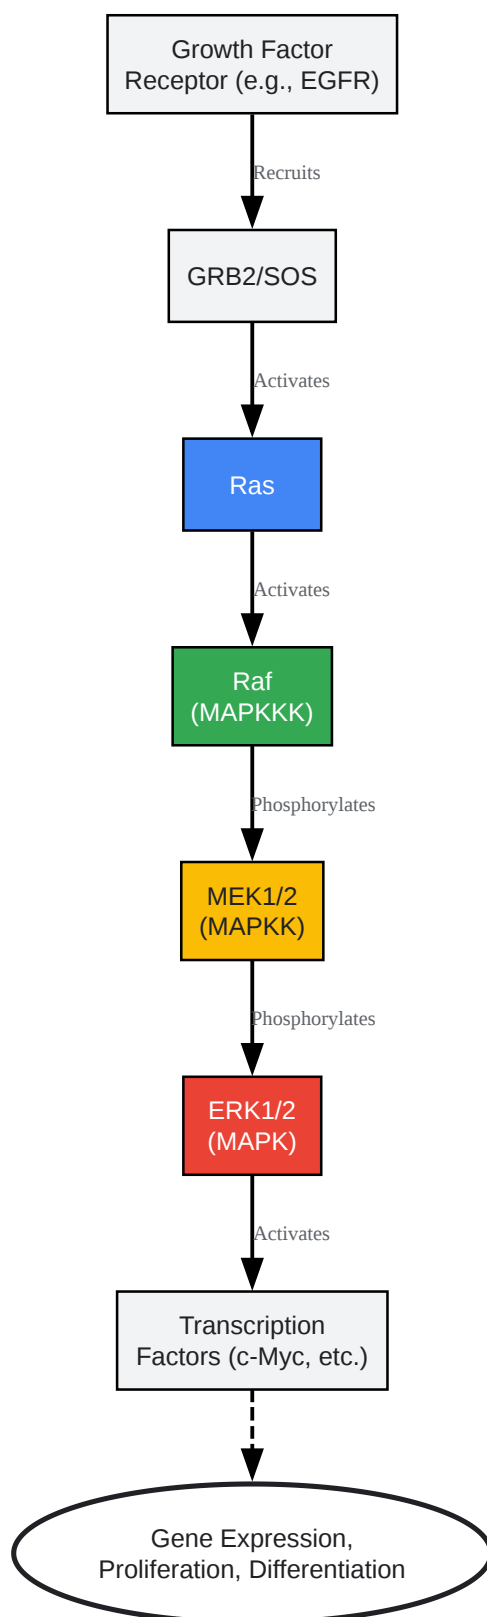 Growth Factor
Receptor (e.g., EGFR)
Recruits
GRB2/SOS
Activates
Ras
Activates
Raf
(MAPKKK)
Phosphorylates
MEK1/2
(MAPKK)
Phosphorylates
ERK1/2
(MAPK)
Activates
Transcription
Factors (c-Myc, etc.)
Gene Expression,
Proliferation, Differentiation